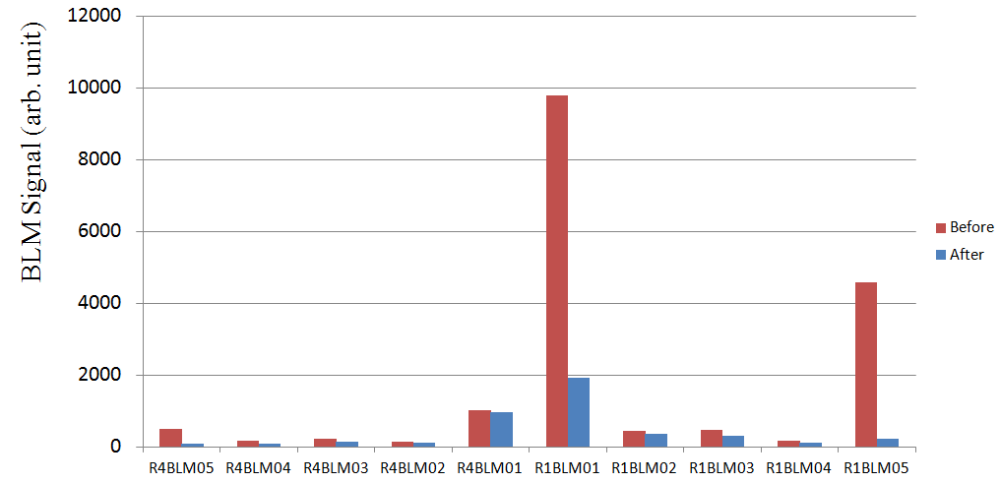 12000
10000
8000
6000
4000
2000
0
BLM Signal (arb. unit)
R4BLM05 R4BLM04 R4BLM03 R4BLM02 R4BLM01 R1BLM01 R1BLM02 R1BLM03 R1BLM04 R1BLM05
Before
After